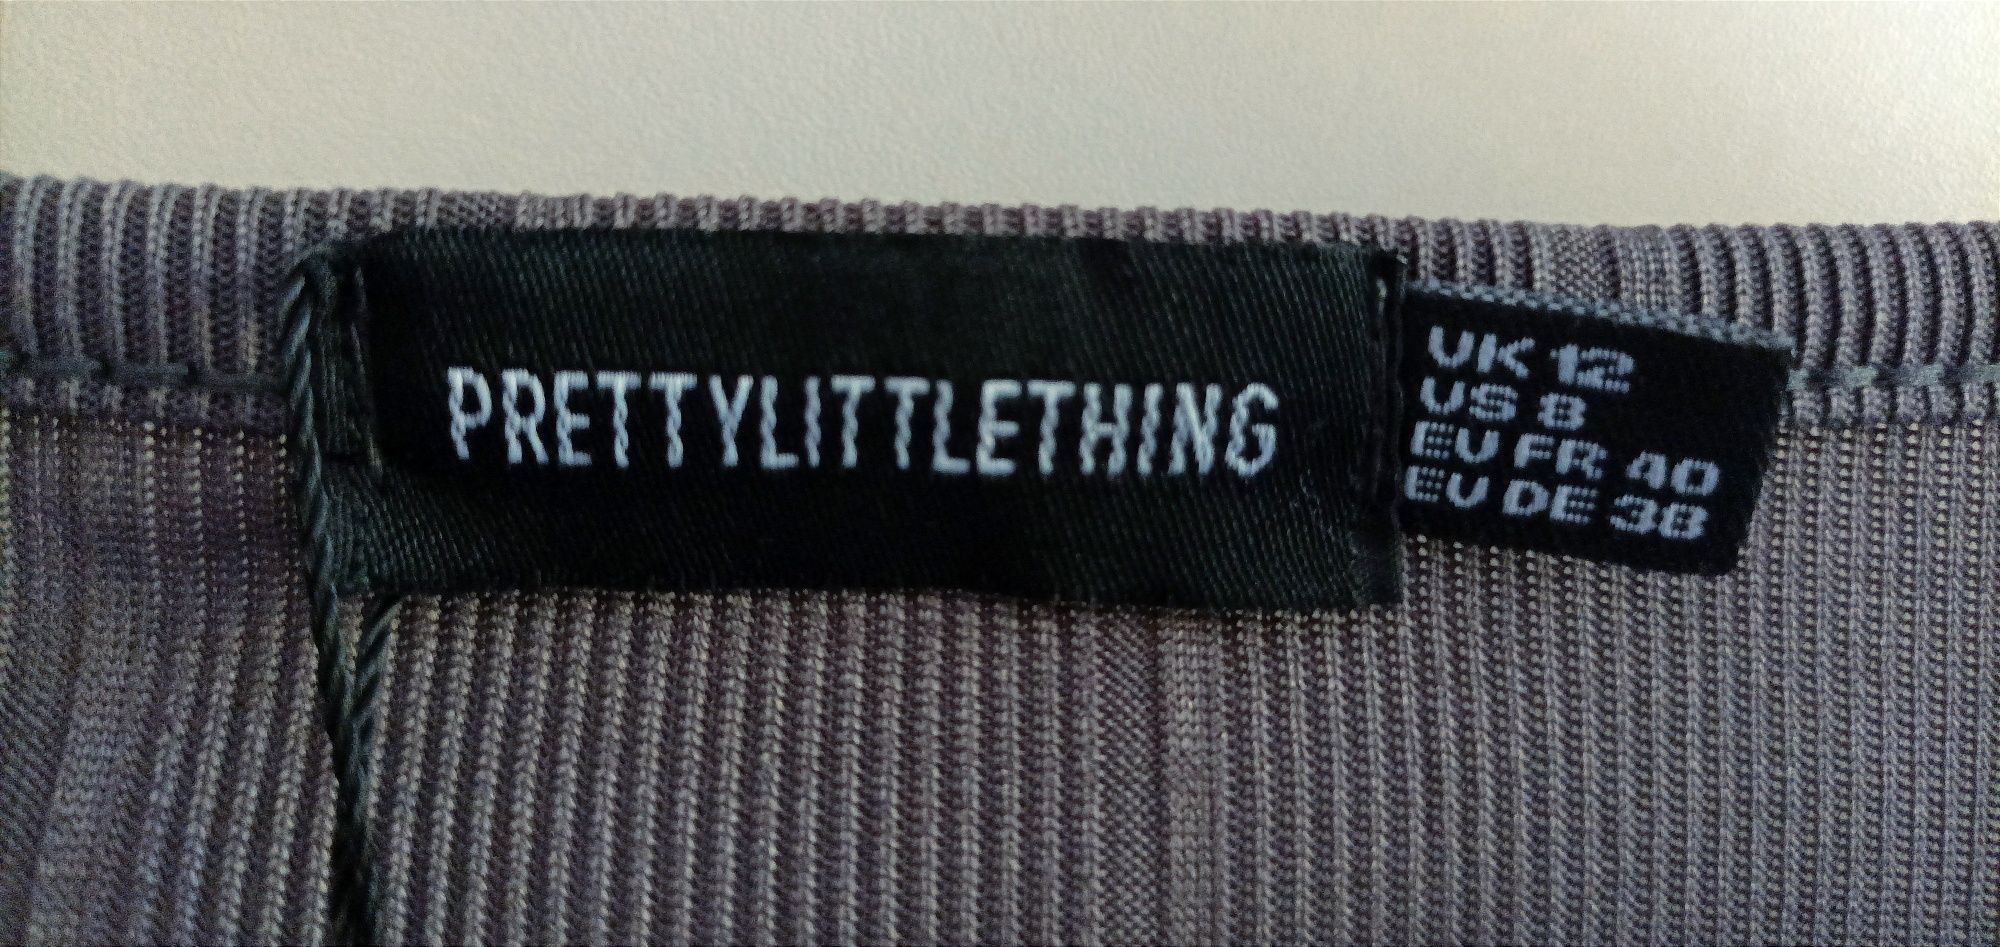 PRETTYLITTLETHING
UK 12
US 8
EU FR 40
EU DE 38